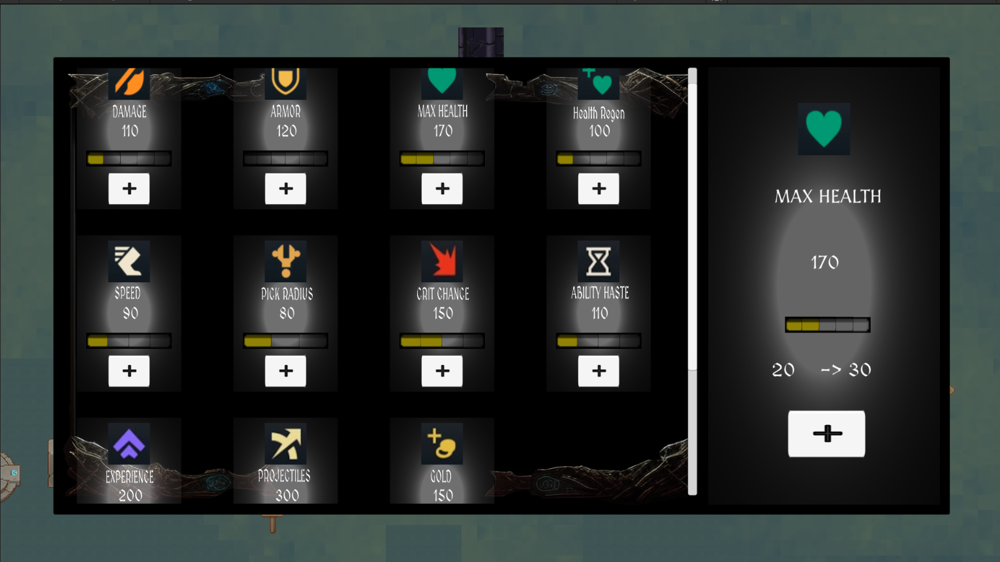 DAMAGE
110
+
ARMOR
120
+
MAX HEALTH
170
+
Health Regen
100
+
SPEED
90
+
PICK RADIUS
80
+
CRIT CHANCE
150
+
ABILITY HASTE
110
+
EXPERIENCE
200
PROJECTILES
300
GOLD
150
MAX HEALTH
170
20 -> 30
+